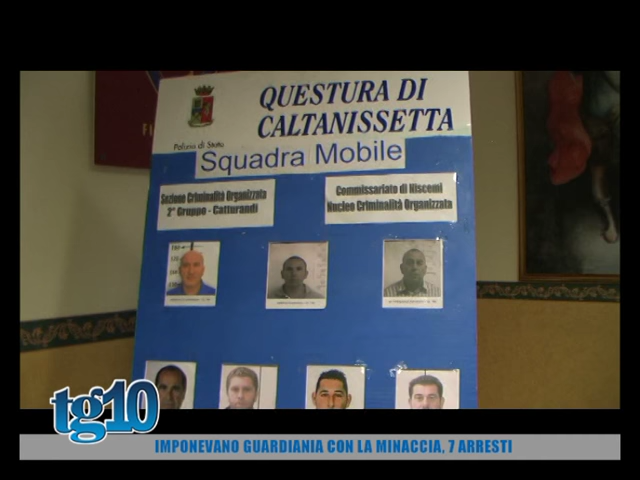 QUESTURA DI
CALTANISSETTA
Polizia di Stato
Squadra Mobile
Sezione Criminalità Organizzata
2° Gruppo - Catturandi
Commissariato di Niscemi
Nucleo Criminalità Organizzata
tg10
IMPONEVANO GUARDIANIA CON LA MINACCIA, 7 ARRESTI